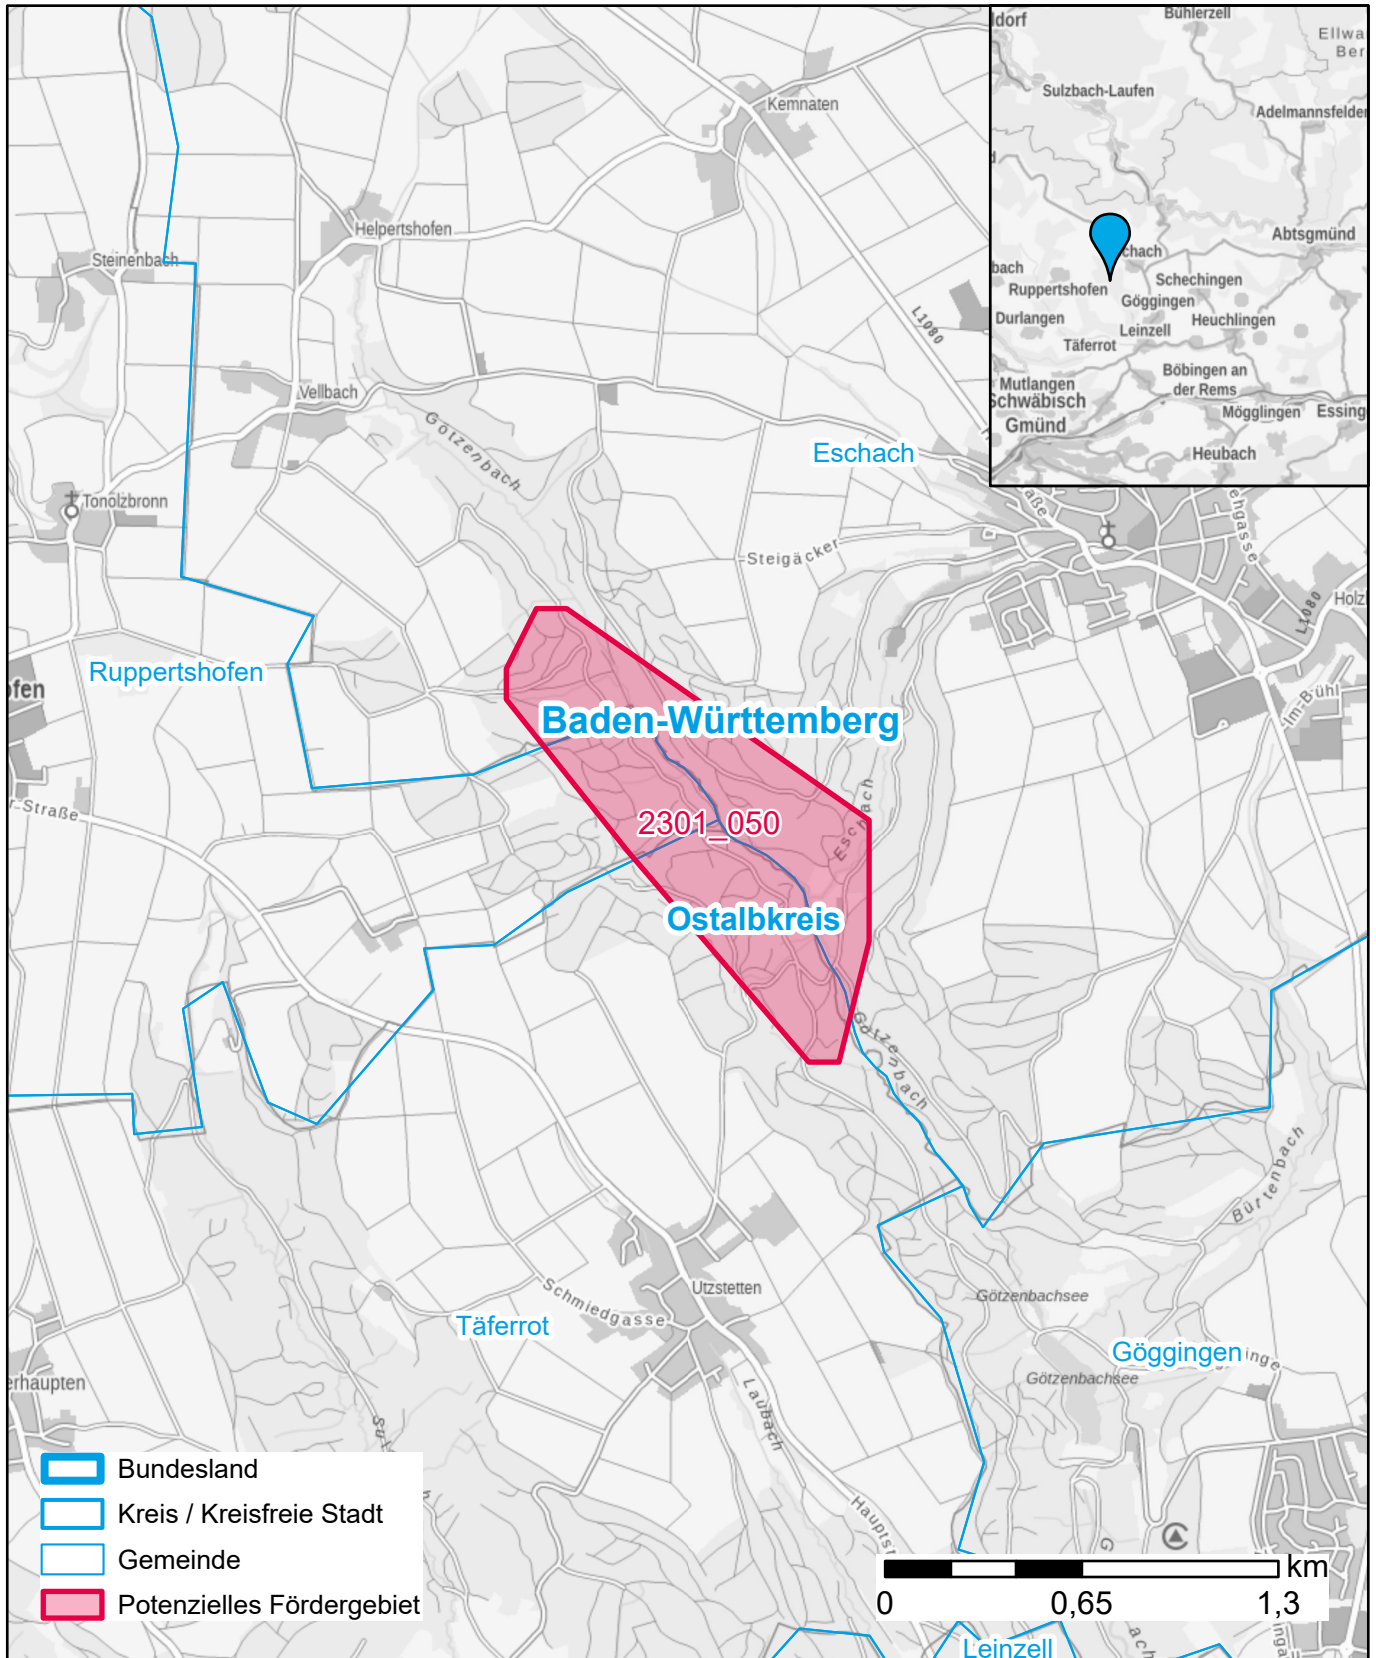 Kemnaten
Helpertshofen
Steinenbach
L1080
Vellbach
Götzenbach
Eschach
Tonolzbronn
Steigäcker
L1080
Ruppertshofen
Im-Bühl
Baden-Württemberg
2301_050
Eschach
Ostalbkreis
Götzenbach
Bürtenbach
Utzstetten
Schmiedgasse
Täferrot
Götzenbachsee
Göggingen
Götzenbachsee
Laubach
Leinzell
Bühlerzell
Sulzbach-Laufen
Adelmannsfelden
Abtsgmünd
Schechingen
Ruppertshofen
Göggingen
Durlangen
Leinzell
Heuchlingen
Täferrot
Böbingen an
der Rems
Mutlangen
Schwäbisch
Gmünd
Mögglingen
Heubach
Bundesland
Kreis / Kreisfreie Stadt
Gemeinde
Potenzielles Fördergebiet
km
0 0,65 1,3